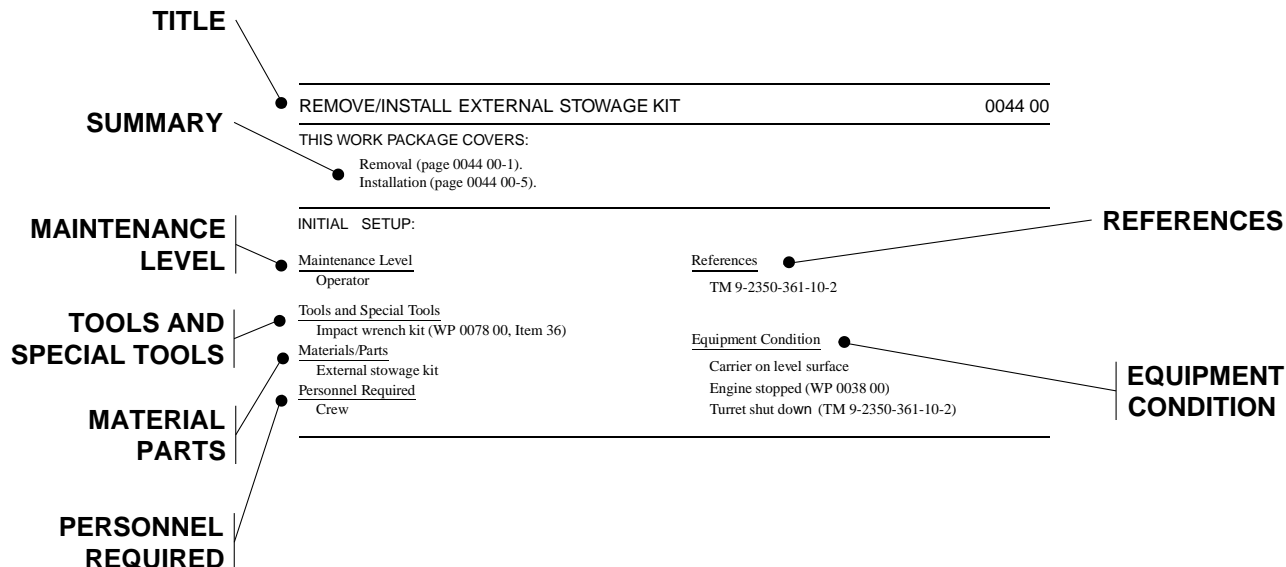 TITLE
REMOVE/INSTALL EXTERNAL STOWAGE KIT 0044 00
SUMMARY
THIS WORK PACKAGE COVERS:
Removal (page 0044 00-1).
Installation (page 0044 00-5).
MAINTENANCE
LEVEL
INITIAL SETUP:
REFERENCES
Maintenance Level
Operator
References
TM 9-2350-361-10-2
TOOLS AND
SPECIAL TOOLS
Tools and Special Tools
Impact wrench kit (WP 0078 00, Item 36)
Materials/Parts
External stowage kit
Personnel Required
Crew
Equipment Condition
Carrier on level surface
Engine stopped (WP 0038 00)
Turret shut down (TM 9-2350-361-10-2)
EQUIPMENT
CONDITION
MATERIAL
PARTS
PERSONNEL
REQUIRED